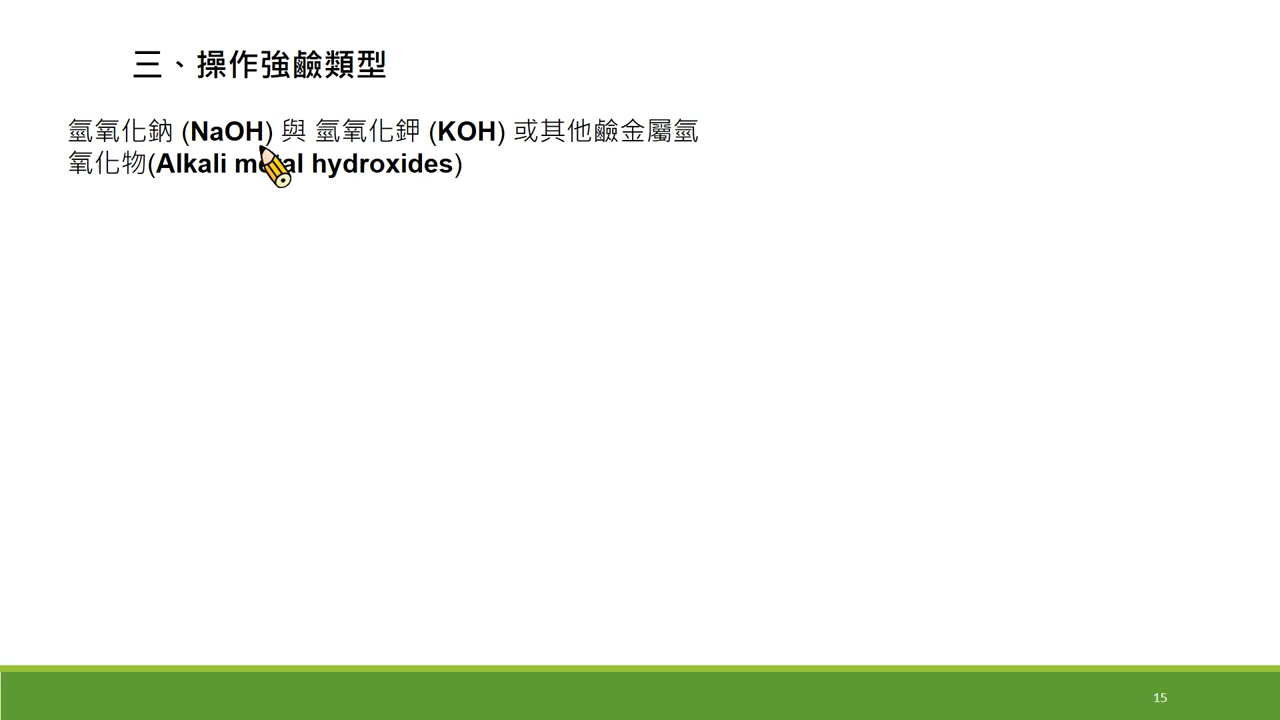 三、操作強鹼類型
氫氧化鈉 (NaOH) 與 氫氧化鉀 (KOH) 或其他鹼金屬氫
氧化物(Alkali metal hydroxides)
15